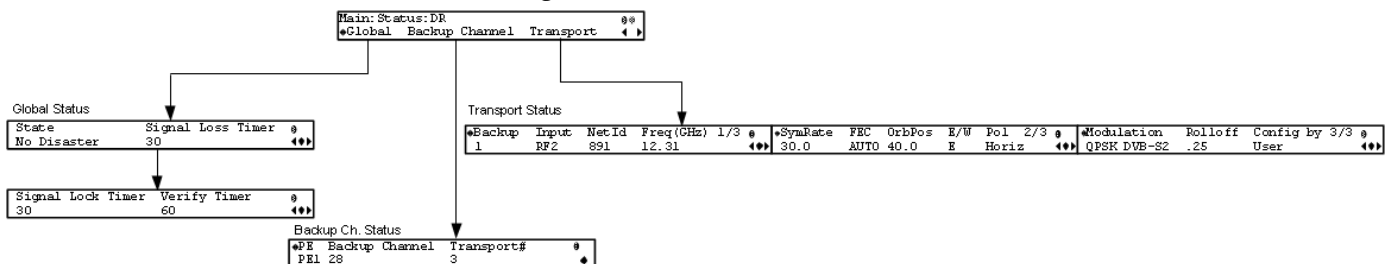 Main:Status:DR
Global Backup Channel Transport
Global Status
State Signal Loss Timer
No Disaster 30
Signal Lock Timer Verify Timer
30 60
Backup Ch. Status
PE Backup Channel Transport#
PE1 28 3
Transport Status
Backup Input NetId Freq(GHz) 1/3
1 RF2 891 12.31
SymRate FEC OrbPos E/W Pol 2/3
30.0 AUTO 40.0 E Horiz
Modulation Rolloff Config by 3/3
QPSK DVB-S2 .25 User